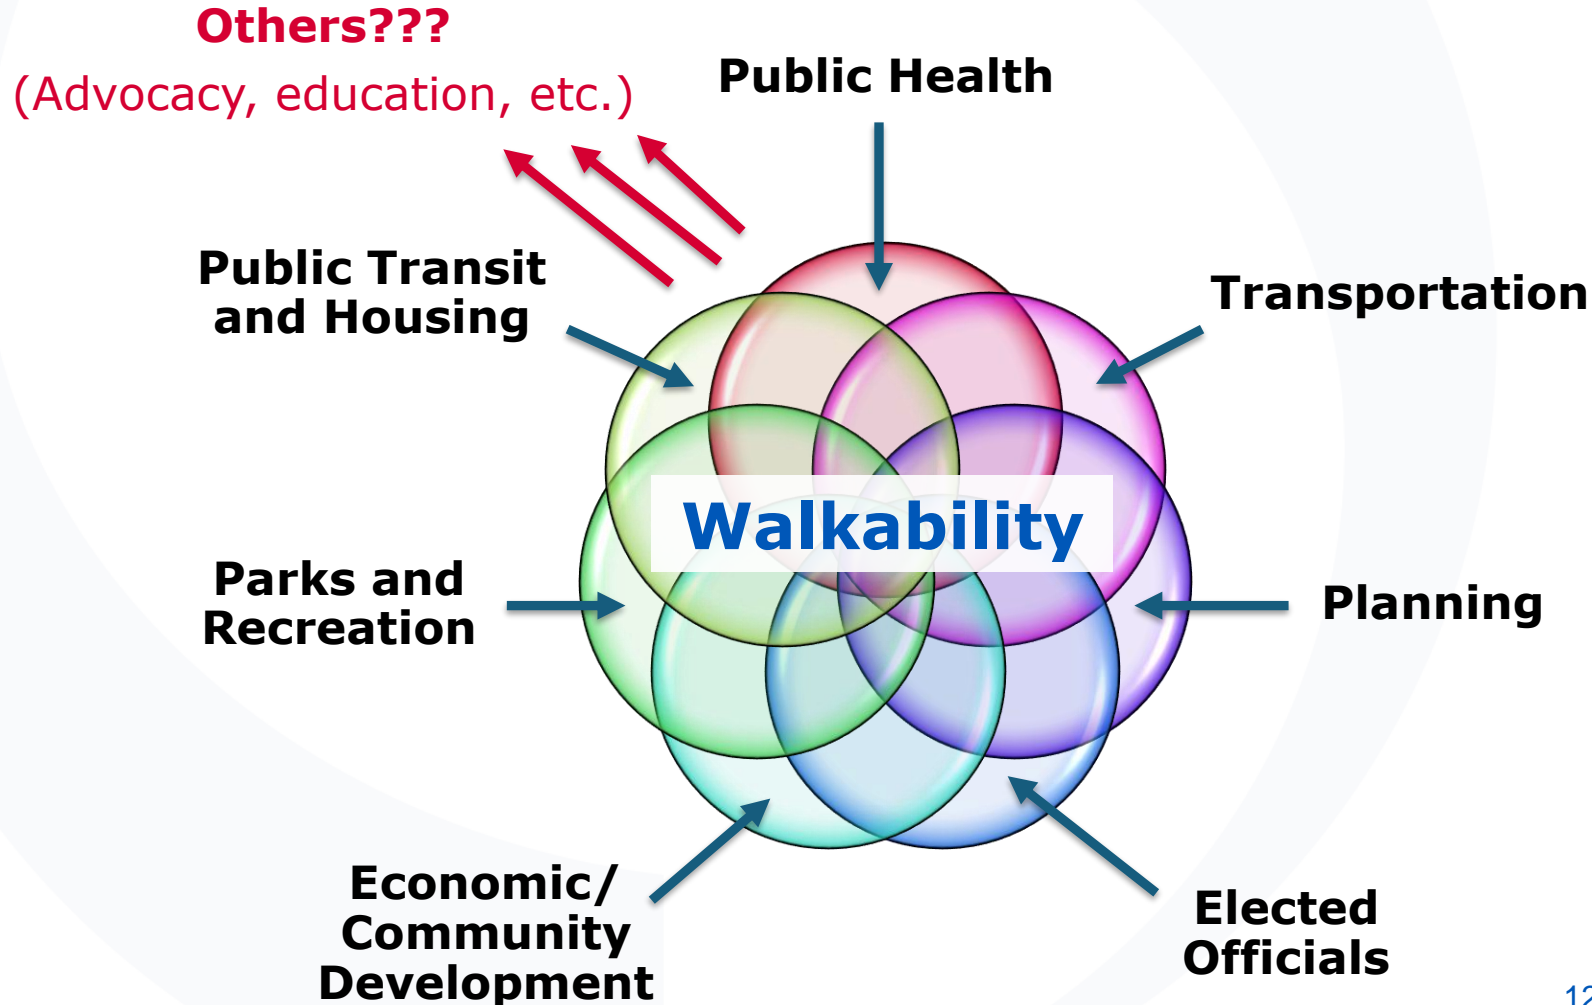 Others???
(Advocacy, education, etc.)
Public Health
Public Transit
and Housing
Transportation
Walkability
Parks and
Recreation
Planning
Economic/
Community
Development
Elected
Officials
12